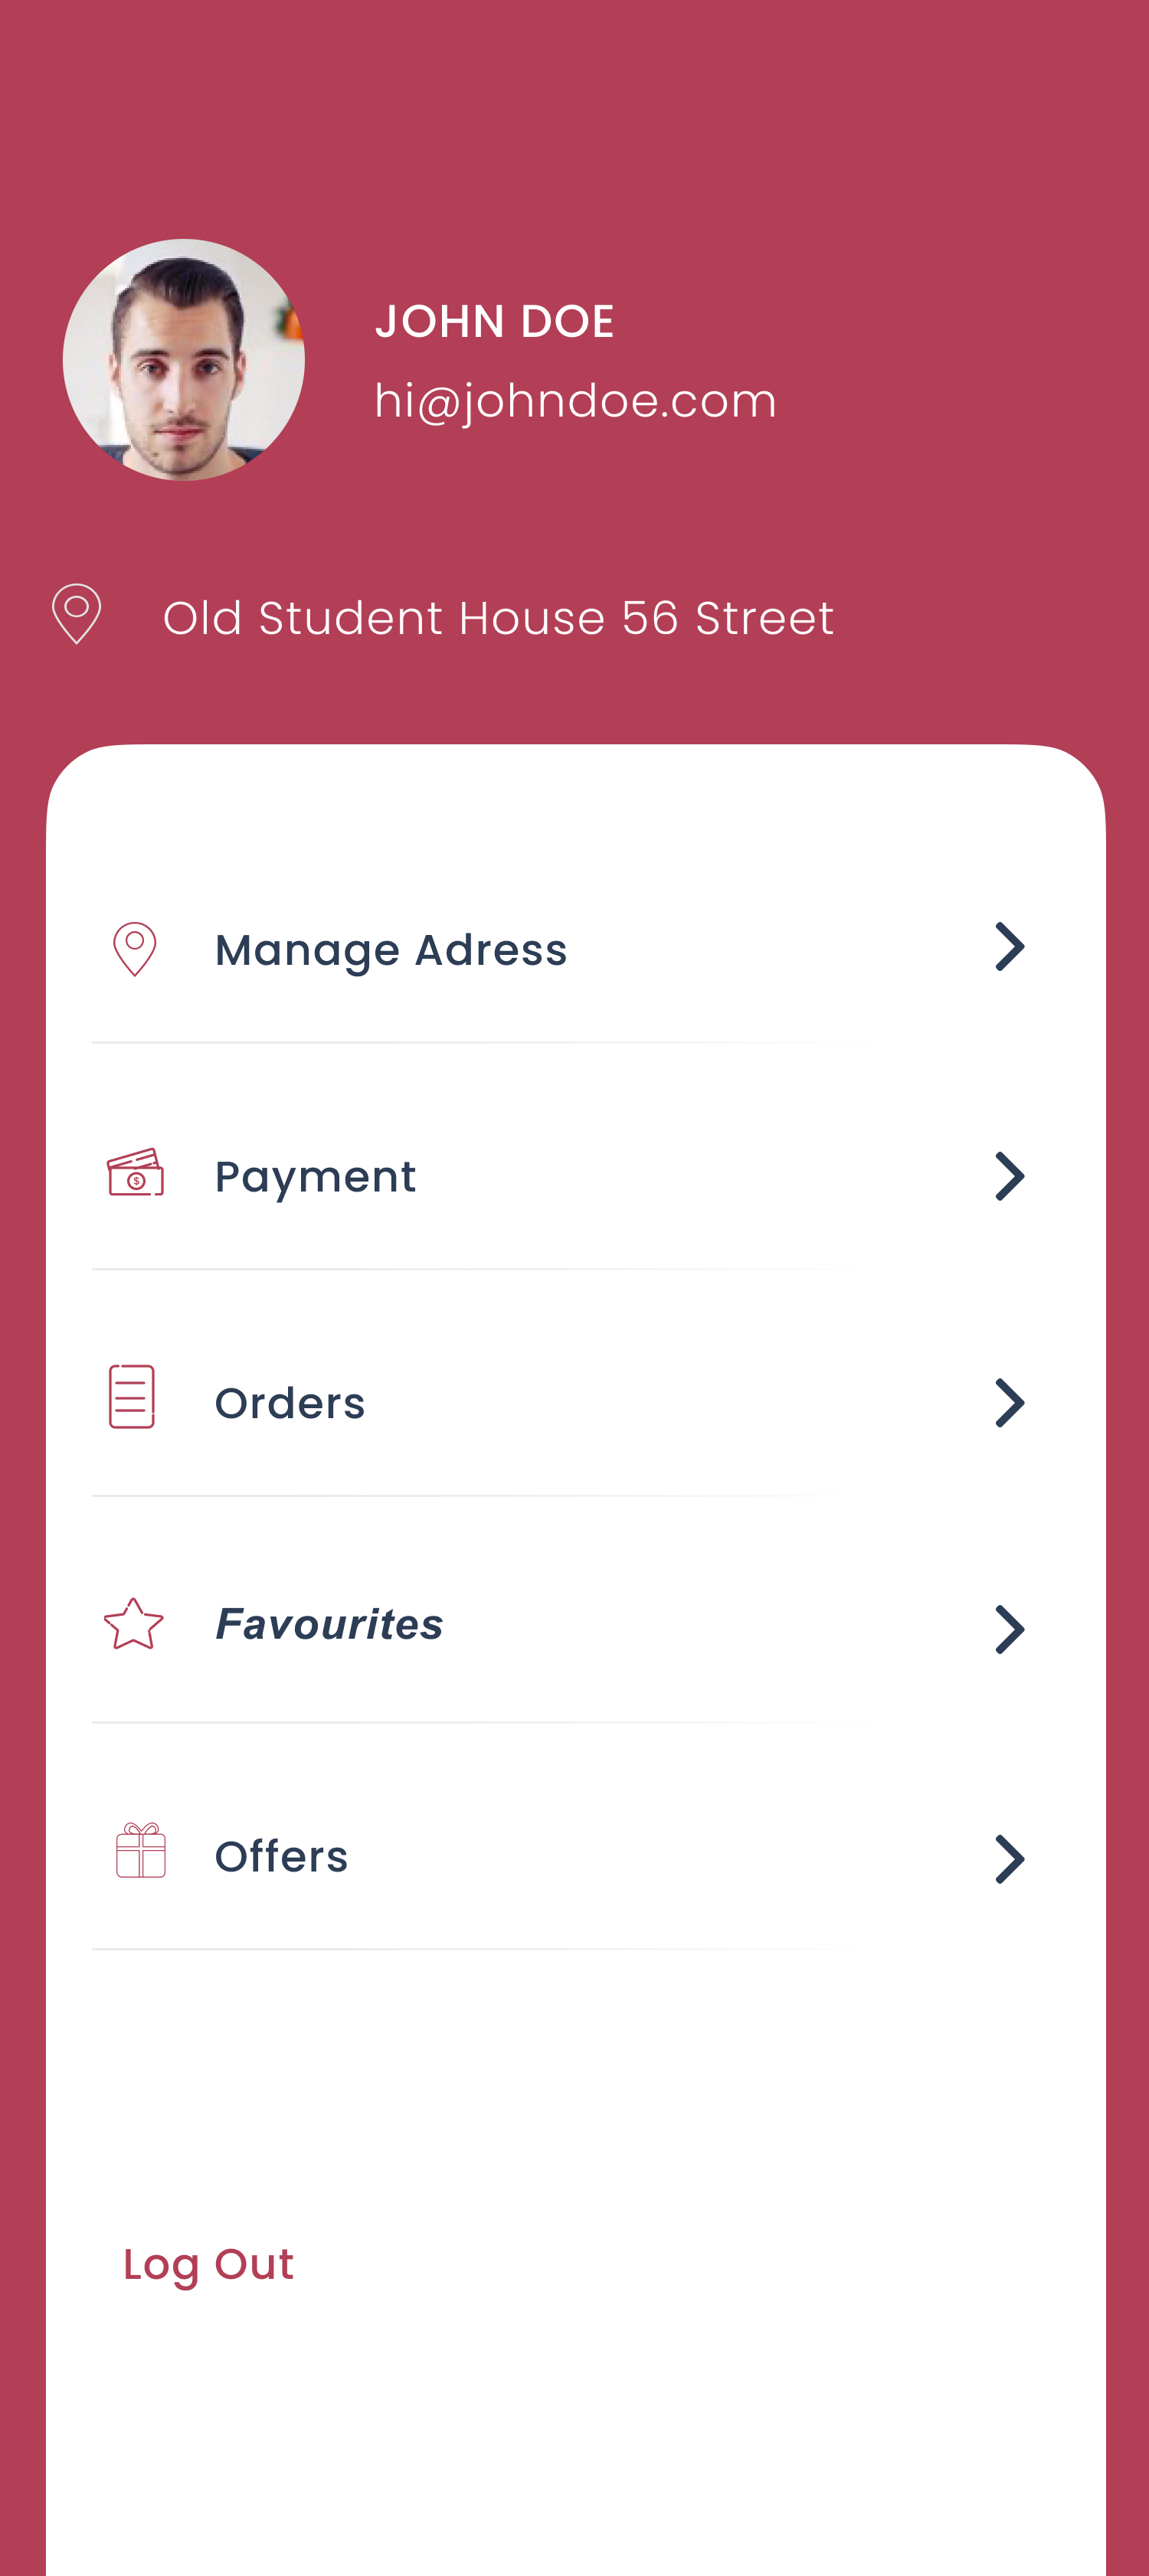 JOHN DOE
hi@johndoe.com
Old Student House 56 Street
Manage Adress
$
Payment
Orders
Favourites
Offers
Log Out